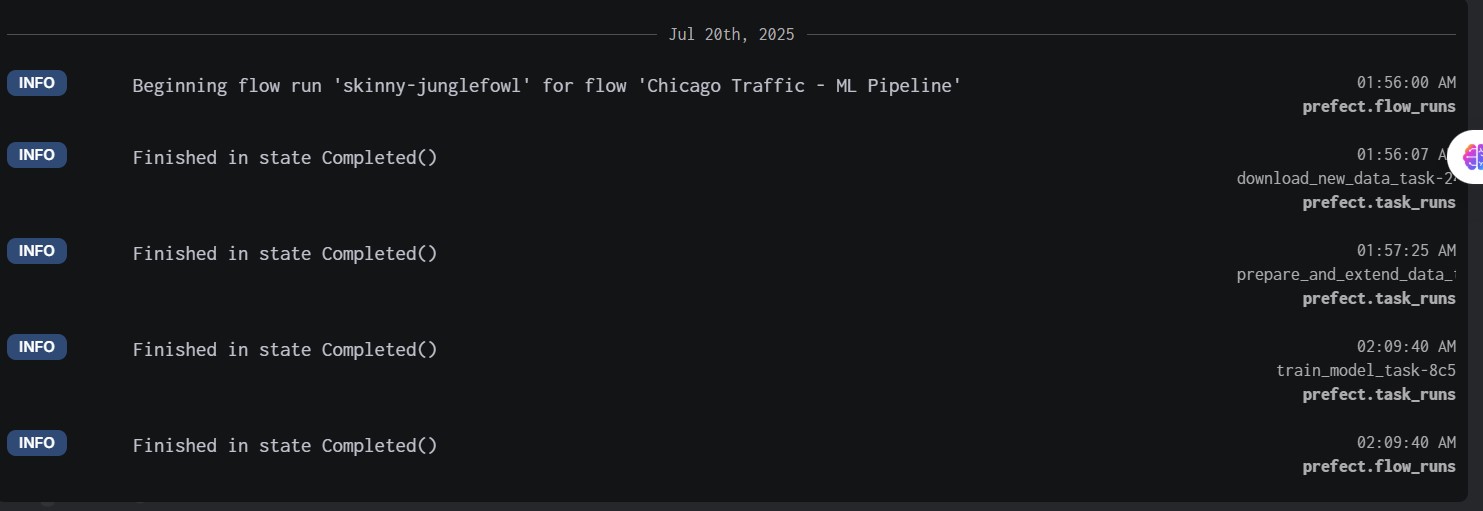 Jul 20th, 2025
INFO Beginning flow run 'skinny-junglefowl' for flow 'Chicago Traffic - ML Pipeline' 01:56:00 AM
prefect.flow_runs
INFO Finished in state Completed() 01:56:07
download_new_data_task-2
prefect.task_runs
INFO Finished in state Completed() 01:57:25 AM
prepare_and_extend_data_
prefect.task_runs
INFO Finished in state Completed() 02:09:40 AM
train_model_task-8c5
prefect.task_runs
INFO Finished in state Completed() 02:09:40 AM
prefect.flow_runs